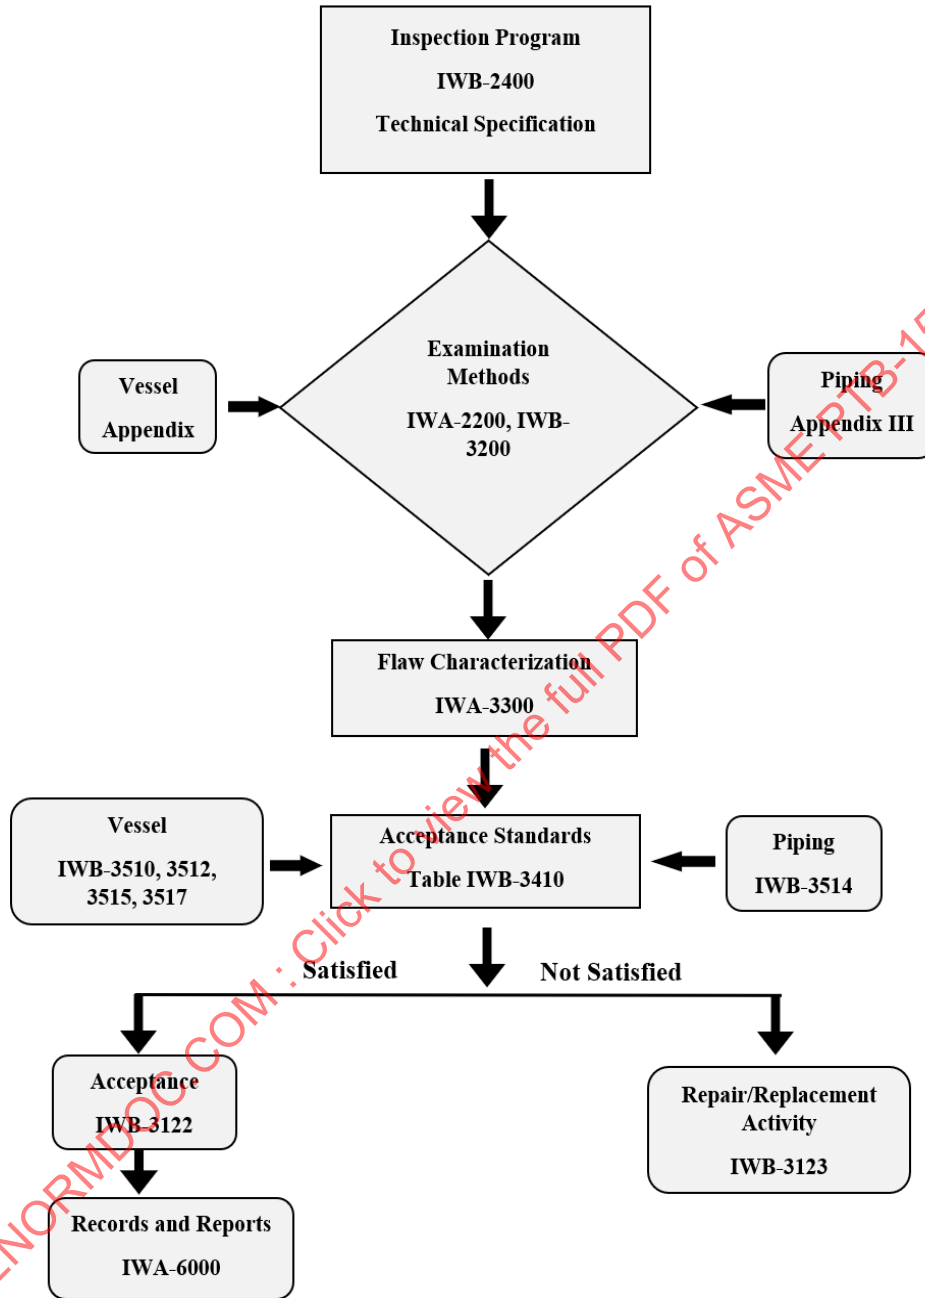 Inspection Program
IWB-2400
Technical Specification
Examination
Methods
IWA-2200, IWB-
3200
Vessel
Appendix
Piping
Appendix III
Flaw Characterization
IWA-3300
Vessel
IWB-3510, 3512,
3515, 3517
Acceptance Standards
Table IWB-3410
Piping
IWB-3514
Satisfied
Not Satisfied
Acceptance
IWB-3122
Repair/Replacement
Activity
IWB-3123
Records and Reports
IWA-6000
ENORMDOC.COM : Click to view the full PDF of ASME PTB-15